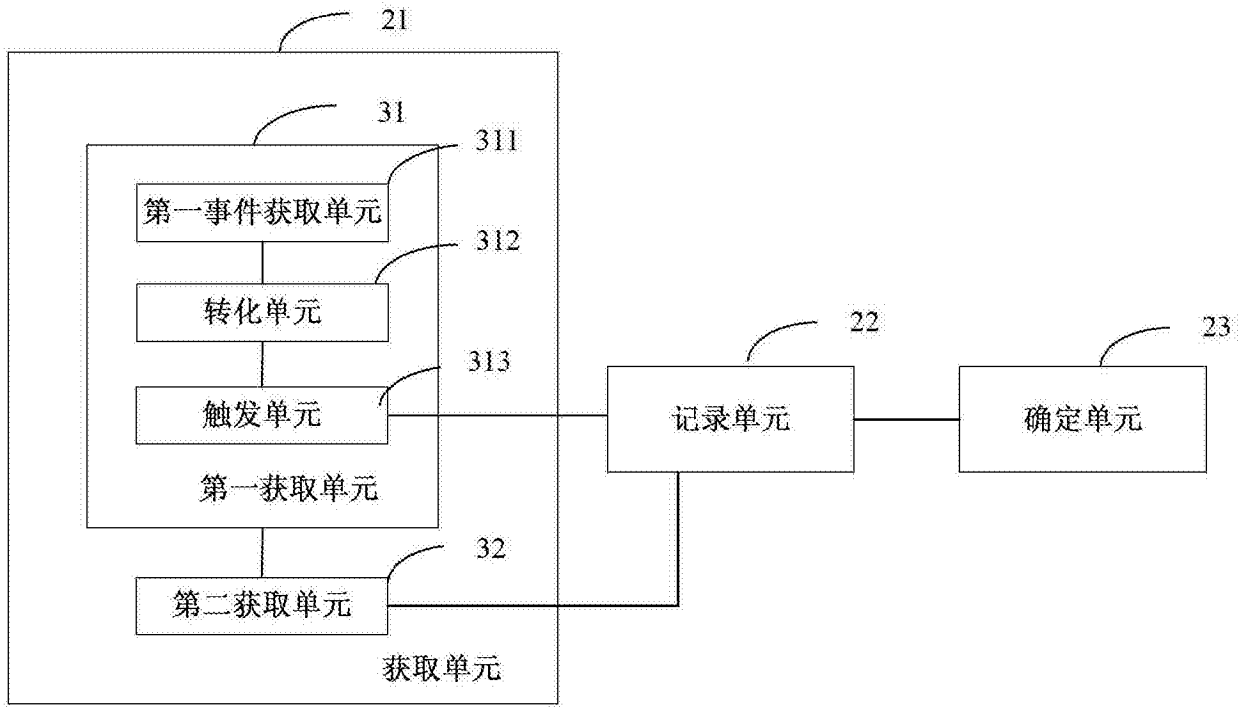 21
31
311
第一事件获取单元
312
转化单元
313
触发单元
第一获取单元
32
第二获取单元
获取单元
22
记录单元
23
确定单元